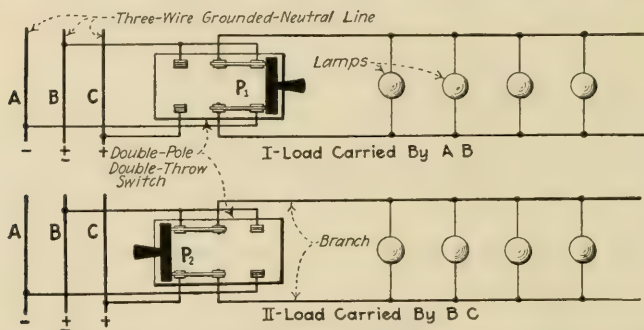 Three-Wire Grounded-Neutral Line
A B C
P1
Lamps
- ± +
Double-Pole
Double-Throw
Switch
I-Load Carried By A B
A B C
P2
Branch
- ± +
II-Load Carried By B C